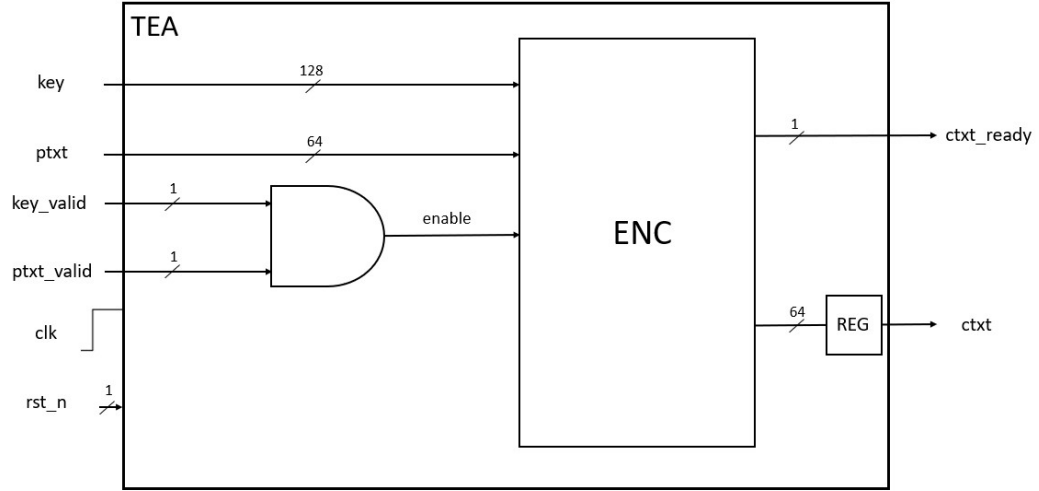 TEA
key
128
ptxt
64
key_valid
1
enable
ptxt_valid
1
clk
rst_n
1
ENC
1
ctxt_ready
64
REG
ctxt